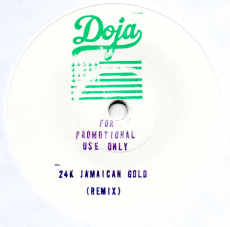 Doja
FOR
PROMOTIONAL
USE ONLY
24K JAMAICAN GOLD
(REMIX)